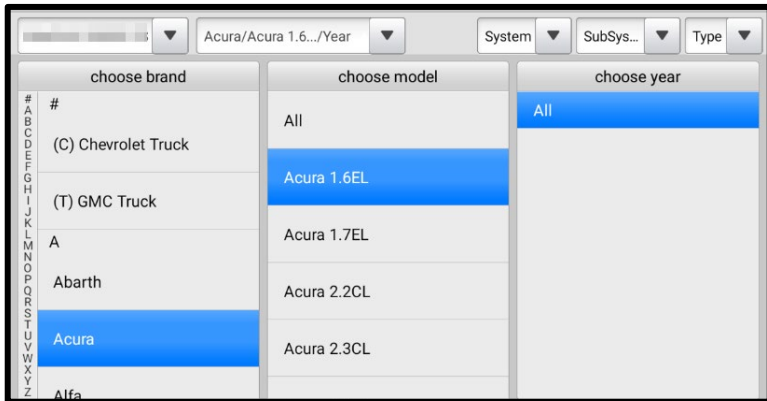 Acura/Acura 1.6.../Year
System
SubSys...
Type
choose brand
#
A
B
C
D
E
F
G
H
I
J
K
L
M
N
O
P
Q
R
S
T
U
V
W
X
Y
Z
#
(C) Chevrolet Truck
(T) GMC Truck
A
Abarth
Acura
Alfa
choose model
All
Acura 1.6EL
Acura 1.7EL
Acura 2.2CL
Acura 2.3CL
choose year
All